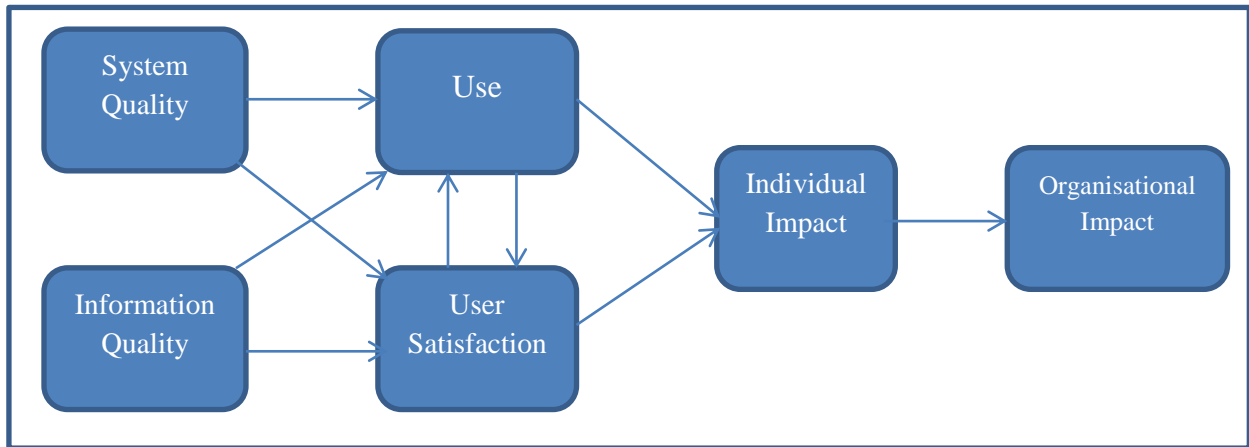 System
Quality
Use
Information
Quality
User
Satisfaction
Individual
Impact
Organisational
Impact